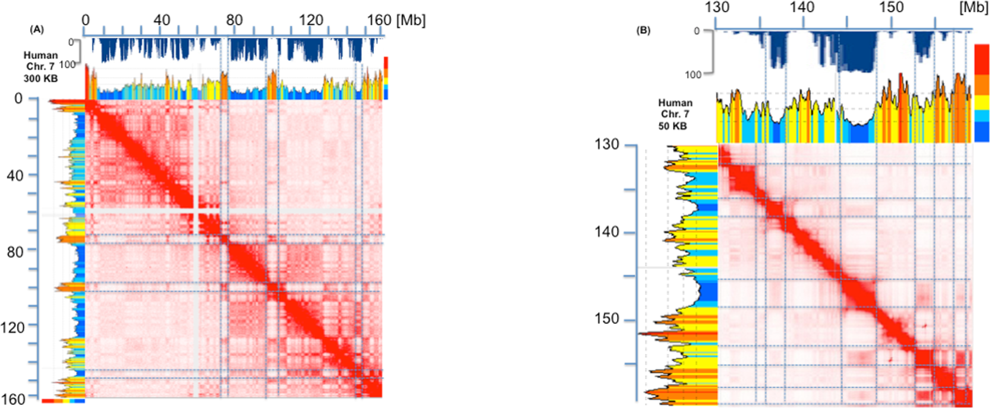 (A)
0 40 80 120 160 [Mb]
0
100
Human
Chr. 7
300 KB
0
40
80
120
160
(B)
130 140 150 [Mb]
0
100
Human
Chr. 7
50 KB
130
140
150